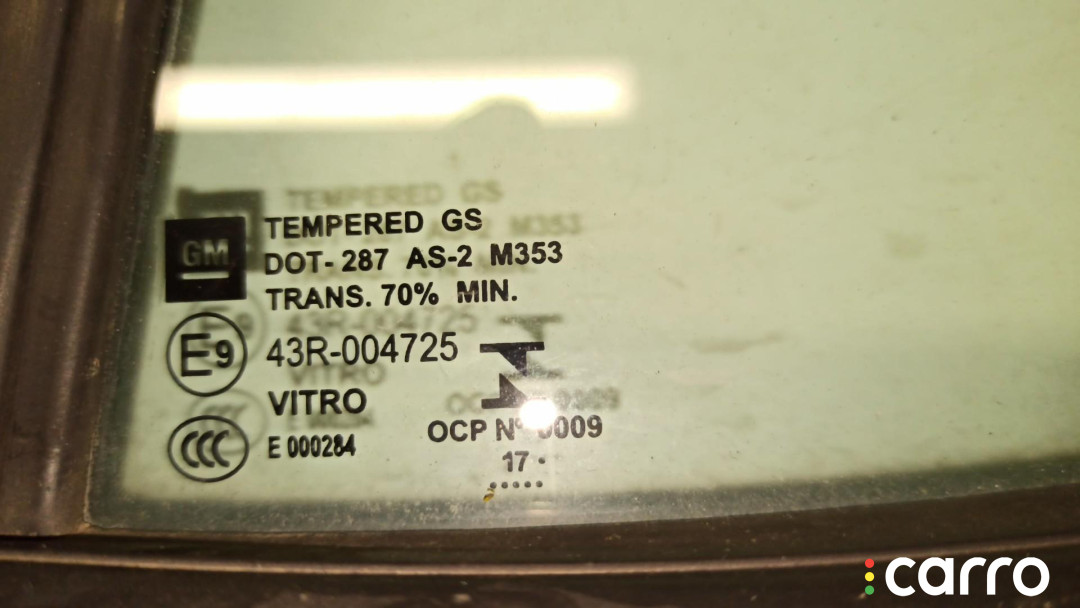 GM
TEMPERED GS
DOT-287 AS-2 M353
TRANS. 70% MIN.
E9 43R-004725
VITRO
CCC E 000284
OCP Nº 0009
17 .
.....
carro